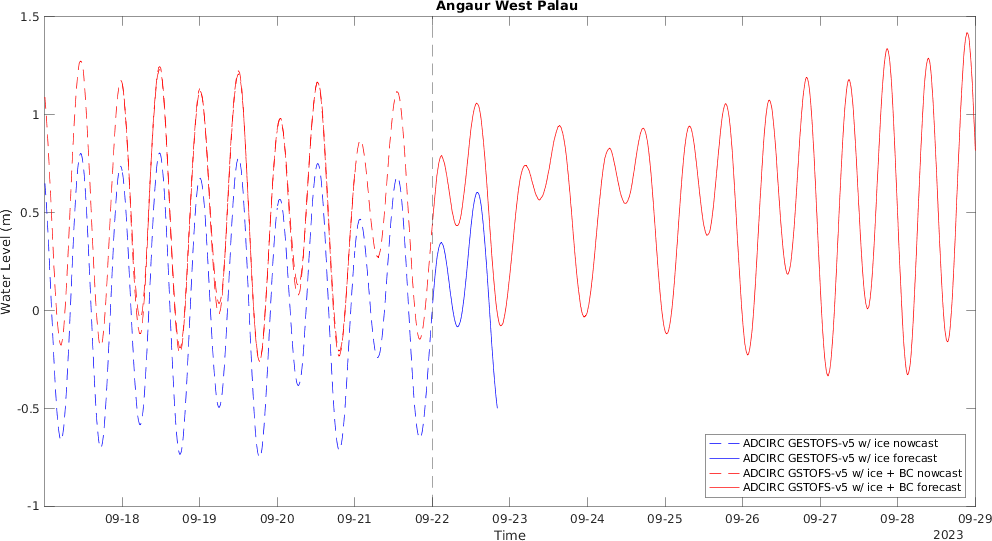 Angaur West Palau
1.5
1
0.5
0
-0.5
-1
Water Level (m)
ADCIRC GESTOFS-v5 w/ ice nowcast
ADCIRC GESTOFS-v5 w/ ice forecast
ADCIRC GSTOFS-v5 w/ ice + BC nowcast
ADCIRC GSTOFS-v5 w/ ice + BC forecast
09-18 09-19 09-20 09-21 09-22 09-23 09-24 09-25 09-26 09-27 09-28 09-29
Time
2023